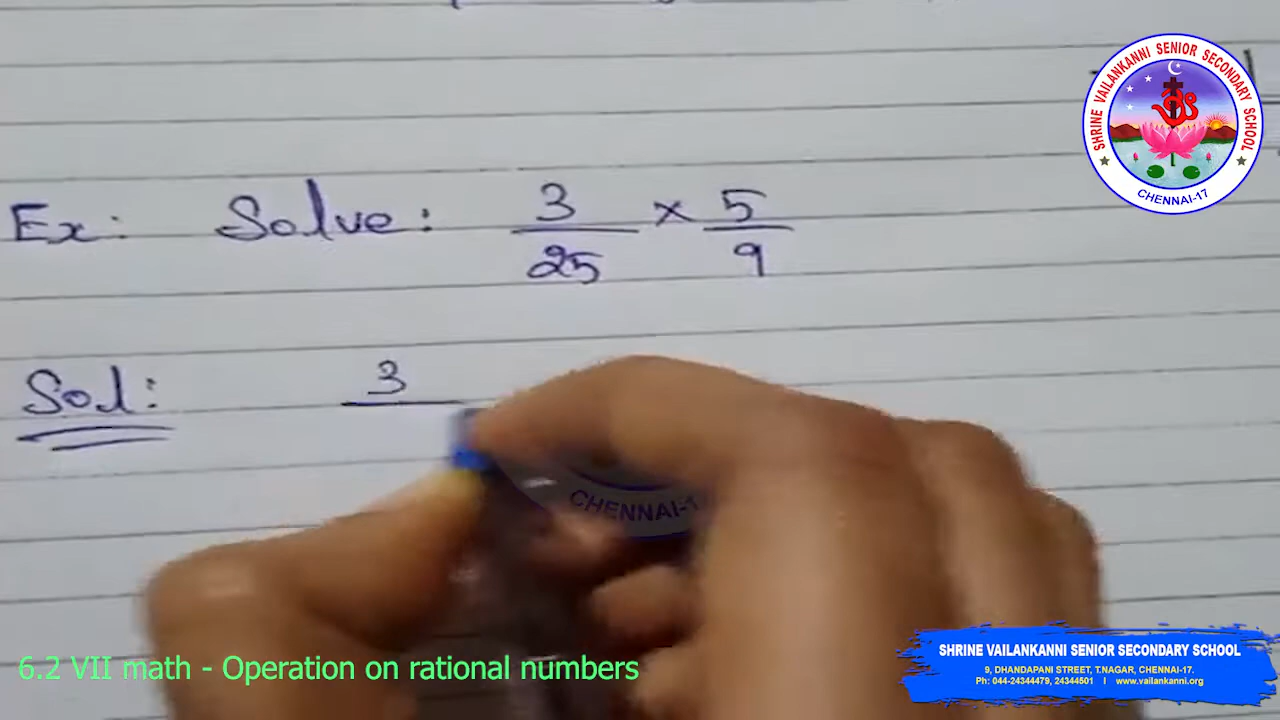 SHRINE VAILANKANNI SENIOR SECONDARY SCHOOL
CHENNAI-17
Ex: Solve: 3/25 × 5/9
Sol: 3
CHENNAI-1
6.2 VII math - Operation on rational numbers
SHRINE VAILANKANNI SENIOR SECONDARY SCHOOL
9, DHANDAPANI STREET, T.NAGAR, CHENNAI-17.
Ph: 044-24344479, 24344501 I www.vailankanni.org